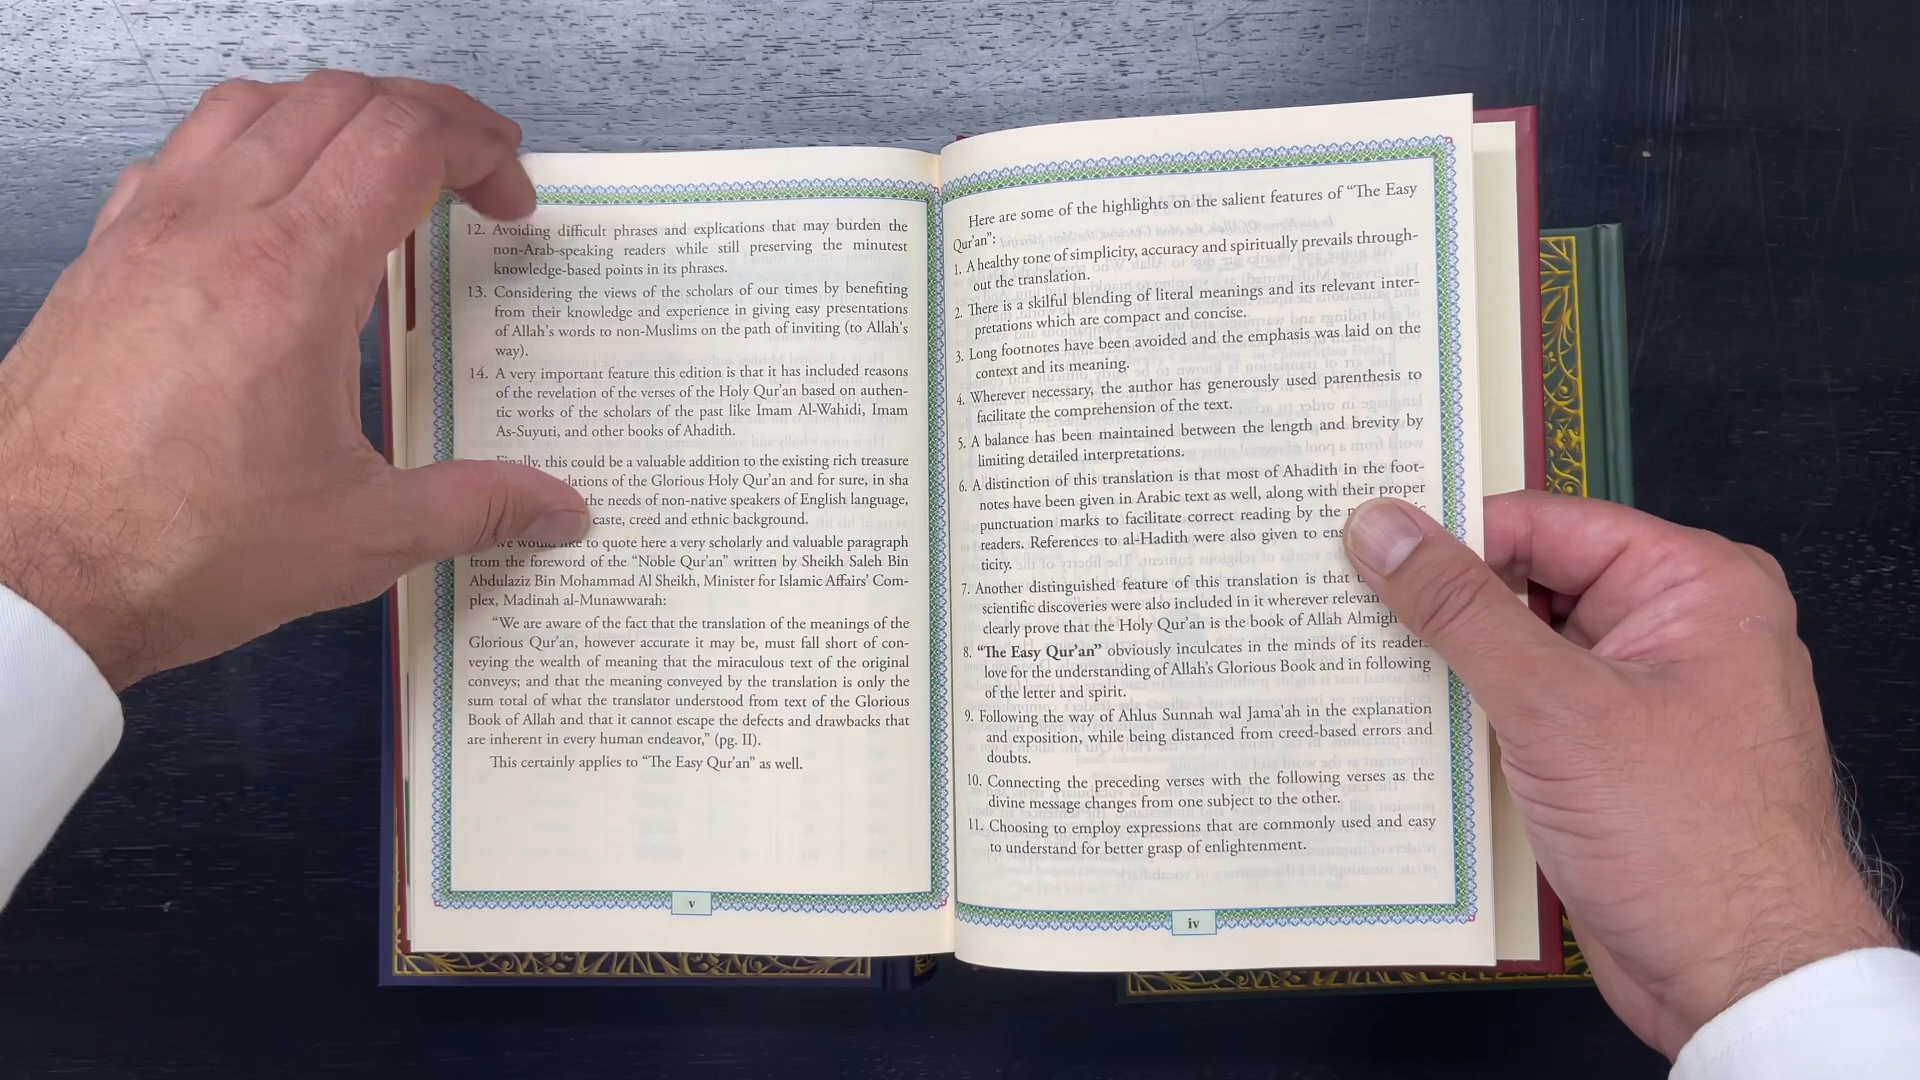 Here are some of the highlights on the salient features of “The Easy
Qur’an”:
1. A healthy tone of simplicity, accuracy and spiritually prevails through-
out the translation.
2. There is a skilful blending of literal meanings and its relevant inter-
pretations which are compact and concise.
3. Long footnotes have been avoided and the emphasis was laid on the
context and its meaning.
4. Wherever necessary, the author has generously used parenthesis to
facilitate the comprehension of the text.
5. A balance has been maintained between the length and brevity by
limiting detailed interpretations.
6. A distinction of this translation is that most of Ahadith in the foot-
notes have been given in Arabic text as well, along with their proper
punctuation marks to facilitate correct reading by the
readers. References to al-Hadith were also given to
ticity.
7. Another distinguished feature of this translation is that
scientific discoveries were also included in it wherever
clearly prove that the Holy Qur’an is the book of Allah
8. “The Easy Qur’an” obviously inculcates in the minds of its
love for the understanding of Allah’s Glorious Book and in following
of the letter and spirit.
9. Following the way of Ahlus Sunnah wal Jama’ah in the explanation
and exposition, while being distanced from creed-based errors and
doubts.
10. Connecting the preceding verses with the following verses as the
divine message changes from one subject to the other.
11. Choosing to employ expressions that are commonly used and easy
to understand for better grasp of enlightenment.
iv
12. Avoiding difficult phrases and explications that may burden the
non-Arab-speaking readers while still preserving the minutest
knowledge-based points in its phrases.
13. Considering the views of the scholars of our times by benefiting
from their knowledge and experience in giving easy presentations
of Allah's words to non-Muslims on the path of inviting (to Allah's
way).
14. A very important feature this edition is that it has included reasons
of the revelation of the verses of the Holy Qur’an based on authen-
tic works of the scholars of the past like Imam Al-Wahidi, Imam
As-Suyuti, and other books of Ahadith.
Finally, this could be a valuable addition to the existing rich treasure
of the Glorious Holy Qur’an and for sure, in sha
the needs of non-native speakers of English language,
caste, creed and ethnic background.
We would like to quote here a very scholarly and valuable paragraph
from the foreword of the “Noble Qur’an” written by Sheikh Saleh Bin
Abdulaziz Bin Mohammad Al Sheikh, Minister for Islamic Affairs’ Com-
plex, Madinah al-Munawwarah:
“We are aware of the fact that the translation of the meanings of the
Glorious Qur’an, however accurate it may be, must fall short of con-
veying the wealth of meaning that the miraculous text of the original
conveys; and that the meaning conveyed by the translation is only the
sum total of what the translator understood from text of the Glorious
Book of Allah and that it cannot escape the defects and drawbacks that
are inherent in every human endeavor,” (pg. II).
This certainly applies to “The Easy Qur’an” as well.
v